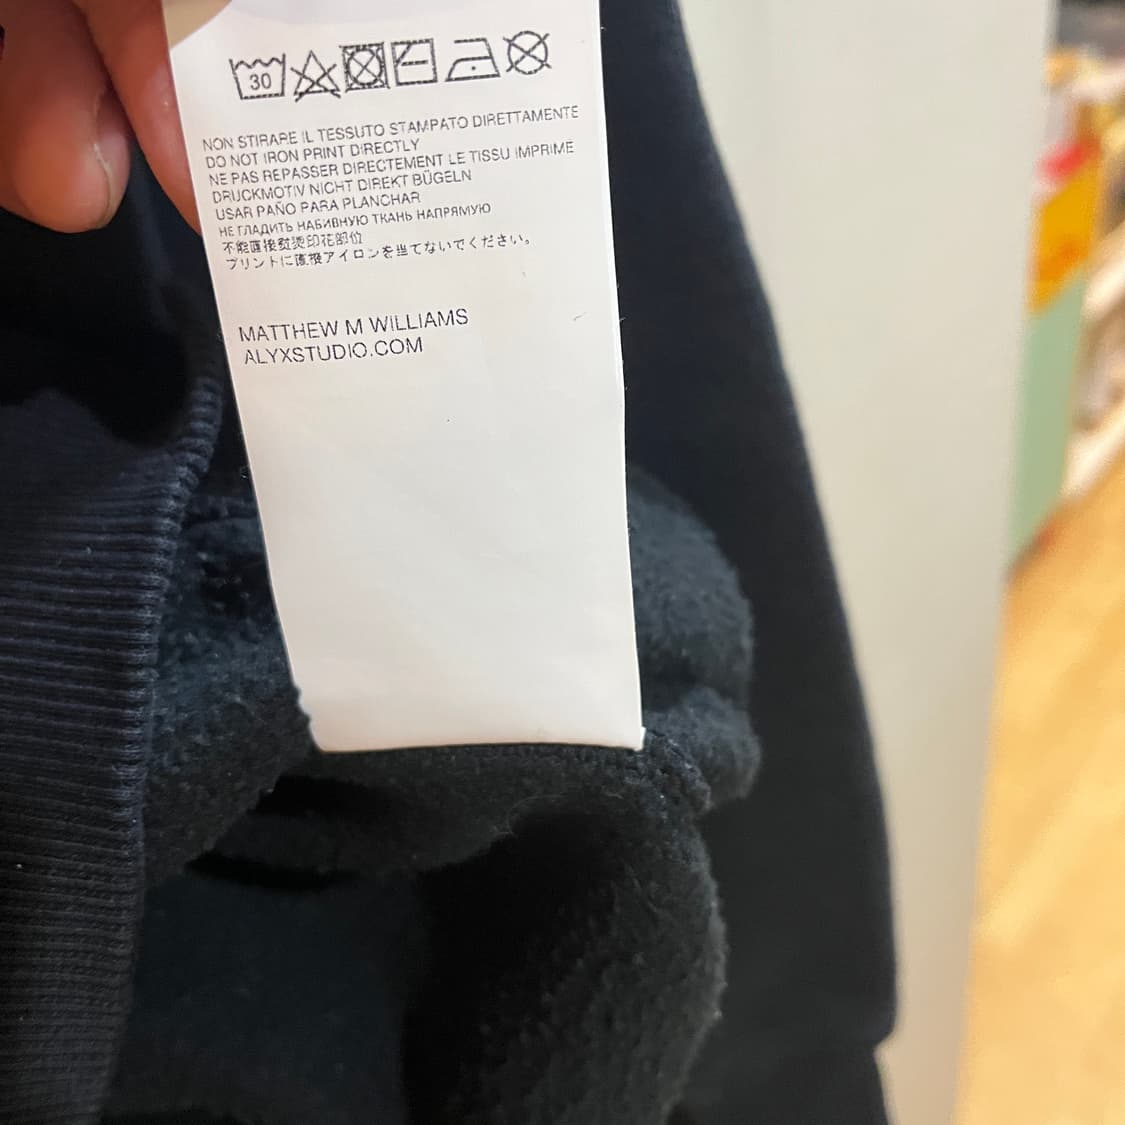 30
NON STIRARE IL TESSUTO STAMPATO DIRETTAMENTE
DO NOT IRON PRINT DIRECTLY
NE PAS REPASSER DIRECTEMENT LE TISSU IMPRIMÉ
DRUCKMOTIV NICHT DIREKT BÜGELN
USAR PAÑO PARA PLANCHAR
НЕ ГЛАДИТЬ НАБИВНУЮ ТКАНЬ НАПРЯМУЮ
不能直接熨烫印花部位
プリントに直接アイロンを当てないでください。
MATTHEW M WILLIAMS
ALYXSTUDIO.COM